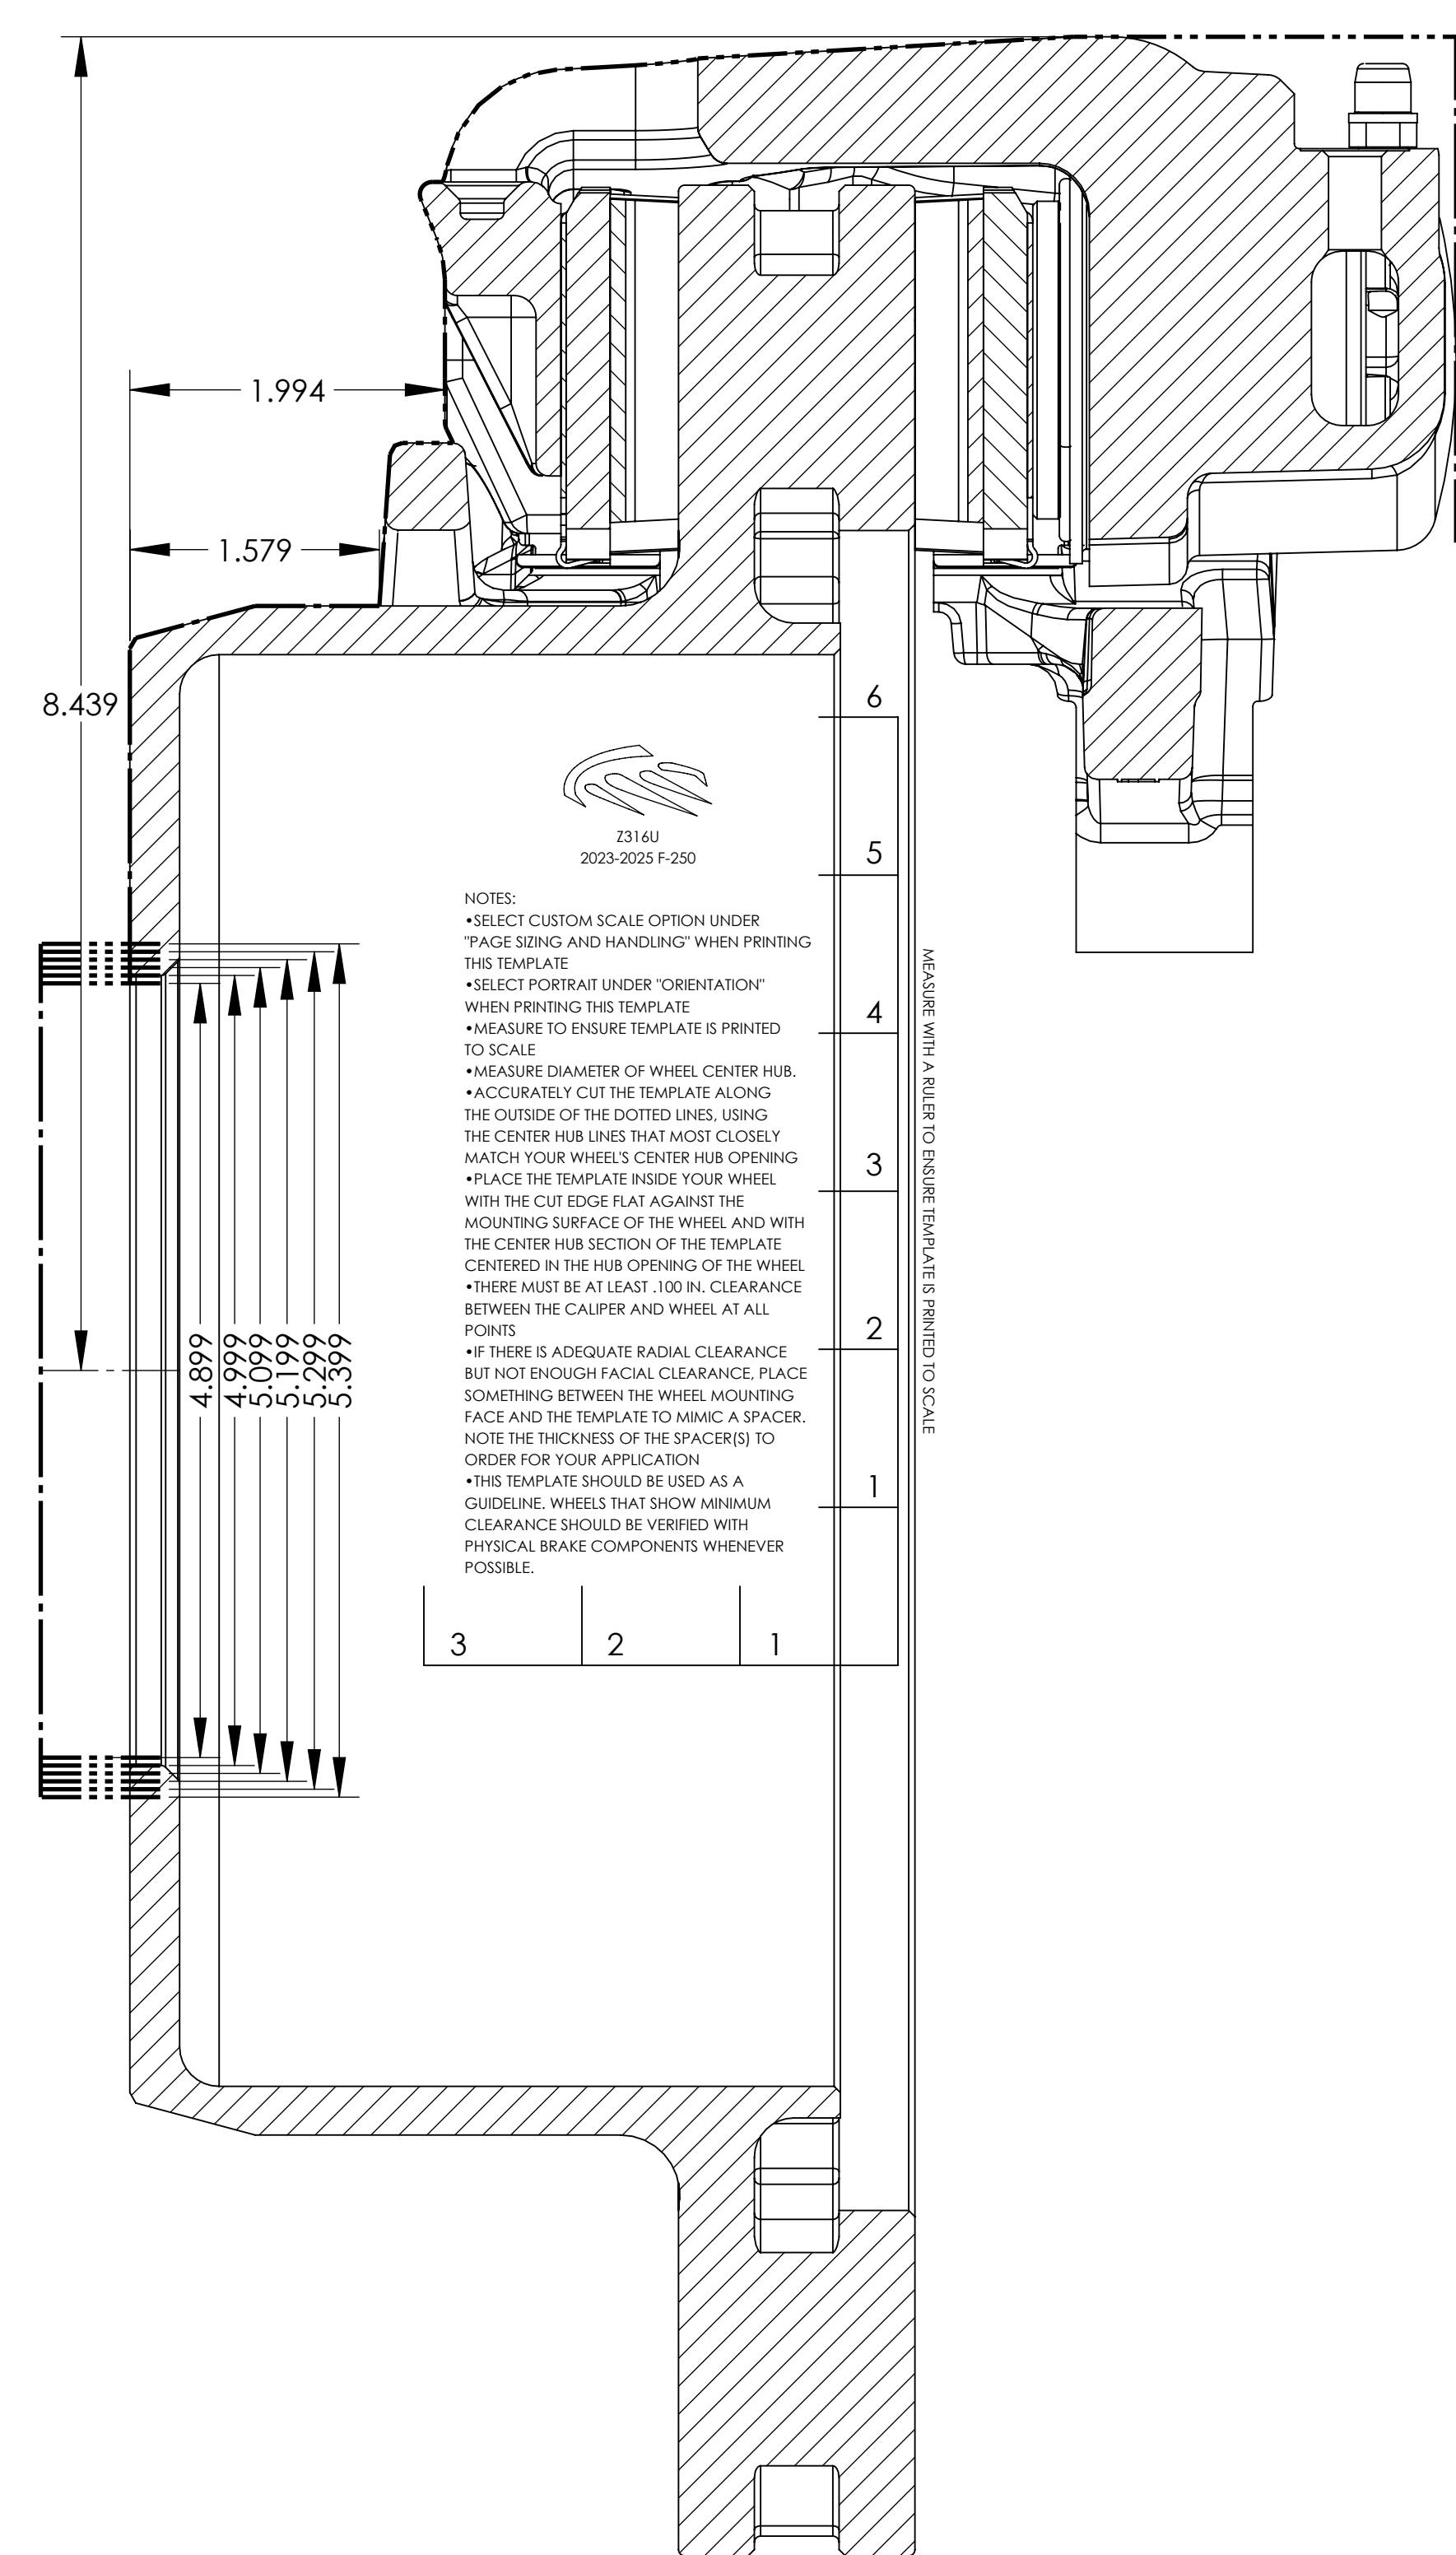 1.994
1.579
8.439
6
5
4
3
2
1
Z316U
2023-2025 F-250
NOTES:
•SELECT CUSTOM SCALE OPTION UNDER
"PAGE SIZING AND HANDLING" WHEN PRINTING
THIS TEMPLATE
•SELECT PORTRAIT UNDER "ORIENTATION"
WHEN PRINTING THIS TEMPLATE
•MEASURE TO ENSURE TEMPLATE IS PRINTED
TO SCALE
•MEASURE DIAMETER OF WHEEL CENTER HUB.
•ACCURATELY CUT THE TEMPLATE ALONG
THE OUTSIDE OF THE DOTTED LINES, USING
THE CENTER HUB LINES THAT MOST CLOSELY
MATCH YOUR WHEEL'S CENTER HUB OPENING
•PLACE THE TEMPLATE INSIDE YOUR WHEEL
WITH THE CUT EDGE FLAT AGAINST THE
MOUNTING SURFACE OF THE WHEEL AND WITH
THE CENTER HUB SECTION OF THE TEMPLATE
CENTERED IN THE HUB OPENING OF THE WHEEL
•THERE MUST BE AT LEAST .100 IN. CLEARANCE
BETWEEN THE CALIPER AND WHEEL AT ALL
POINTS
•IF THERE IS ADEQUATE RADIAL CLEARANCE
BUT NOT ENOUGH FACIAL CLEARANCE, PLACE
SOMETHING BETWEEN THE WHEEL MOUNTING
FACE AND THE TEMPLATE TO MIMIC A SPACER.
NOTE THE THICKNESS OF THE SPACER(S) TO
ORDER FOR YOUR APPLICATION
•THIS TEMPLATE SHOULD BE USED AS A
GUIDELINE. WHEELS THAT SHOW MINIMUM
CLEARANCE SHOULD BE VERIFIED WITH
PHYSICAL BRAKE COMPONENTS WHENEVER
POSSIBLE.
MEASURE WITH A RULER TO ENSURE TEMPLATE IS PRINTED TO SCALE
4.899
4.999
5.099
5.199
5.299
5.399
3
2
1